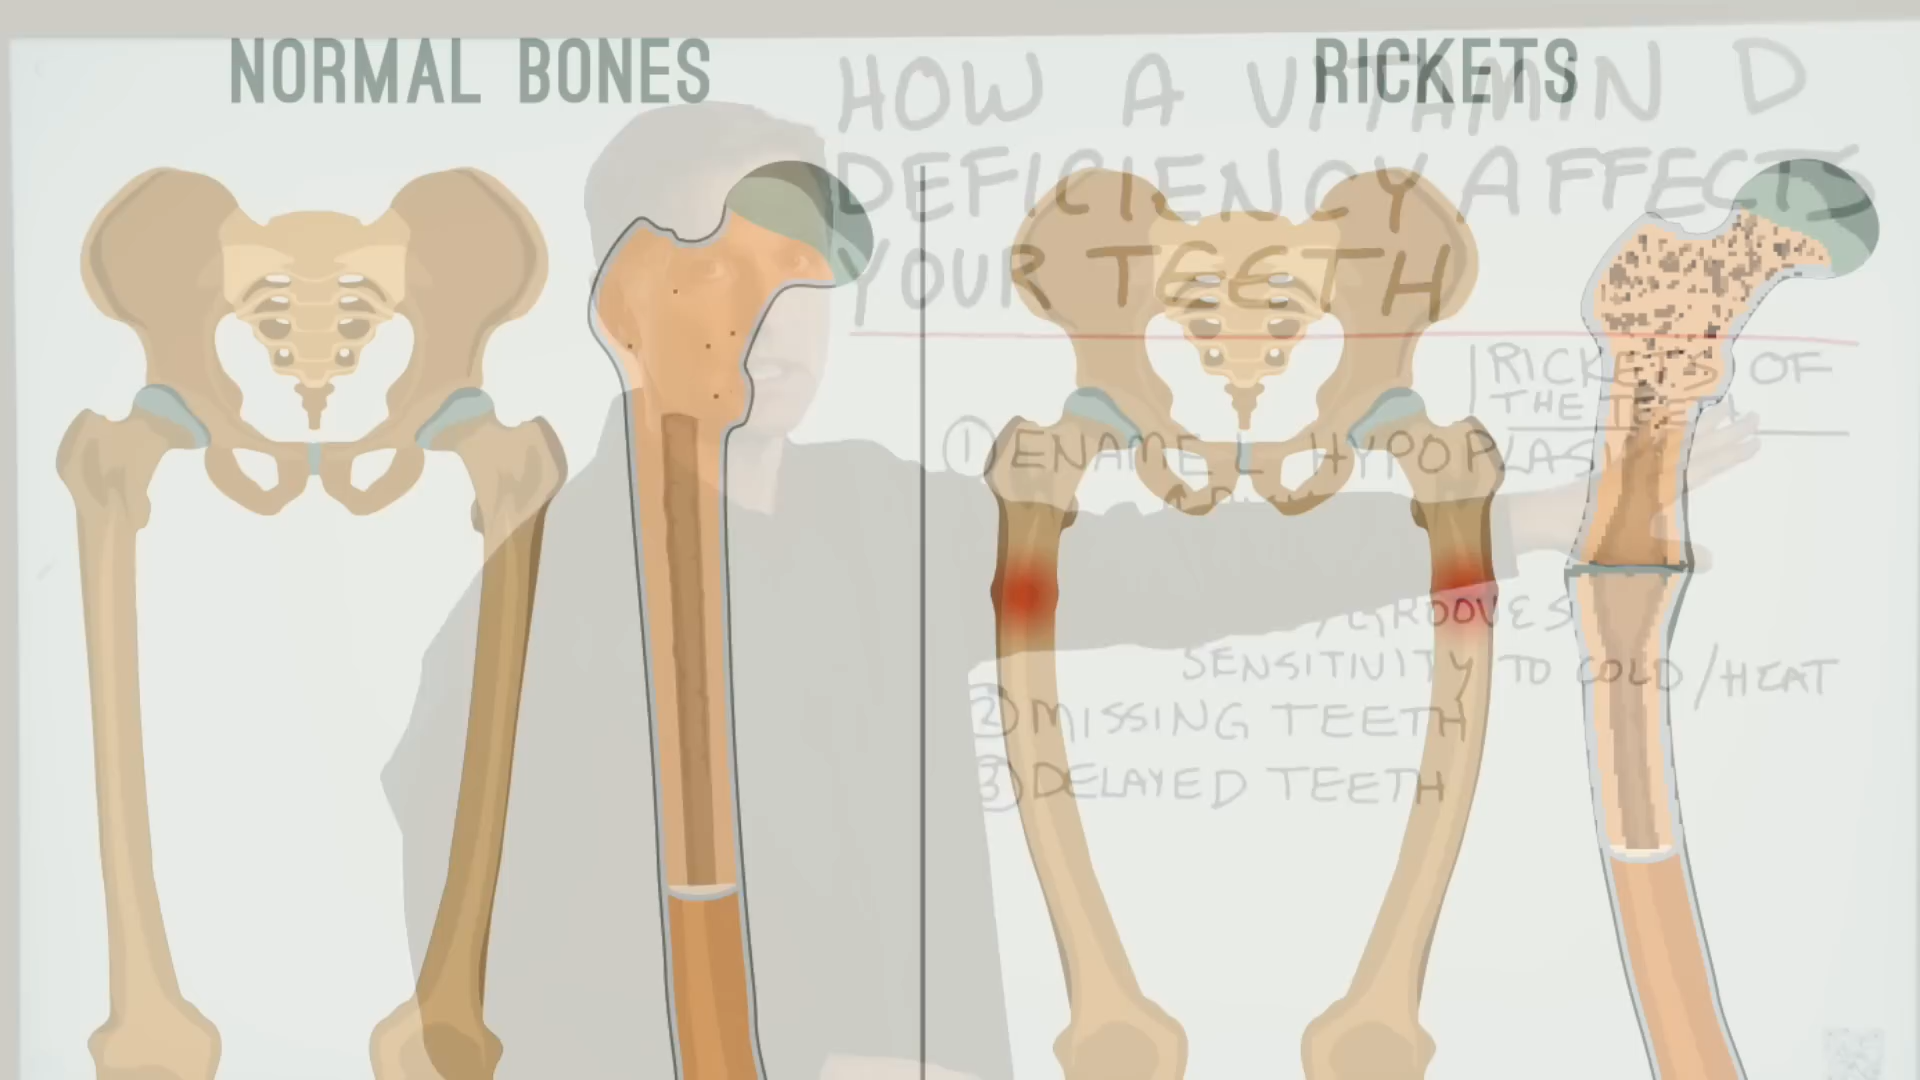 NORMAL BONES
RICKETS
HOW A VITAMIN D
DEFICIENCY AFFECTS
YOUR TEETH
RICKETS OF
THE TEETH
① ENAMEL HYPOPLAS
GROOVES
SENSITIVITY TO COLD/HEAT
② MISSING TEETH
③ DELAYED TEETH